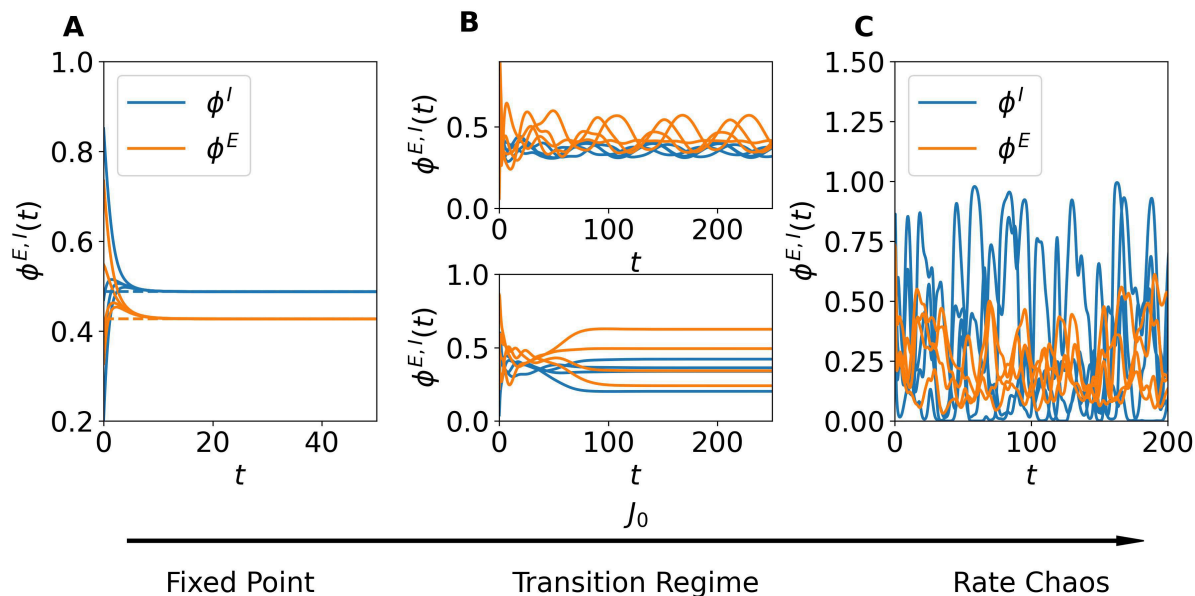 A
B
C
1.0
0.8
0.6
0.4
0.2
0
20
40
ϕ^{E, I}(t)
t
ϕ^I
ϕ^E
0.5
0.0
0
100
200
ϕ^{E, I}(t)
t
1.0
0.5
0.0
0
100
200
ϕ^{E, I}(t)
t
1.50
1.25
1.00
0.75
0.50
0.25
0.00
0
100
200
ϕ^{E, I}(t)
t
ϕ^I
ϕ^E
J_0
Fixed Point
Transition Regime
Rate Chaos